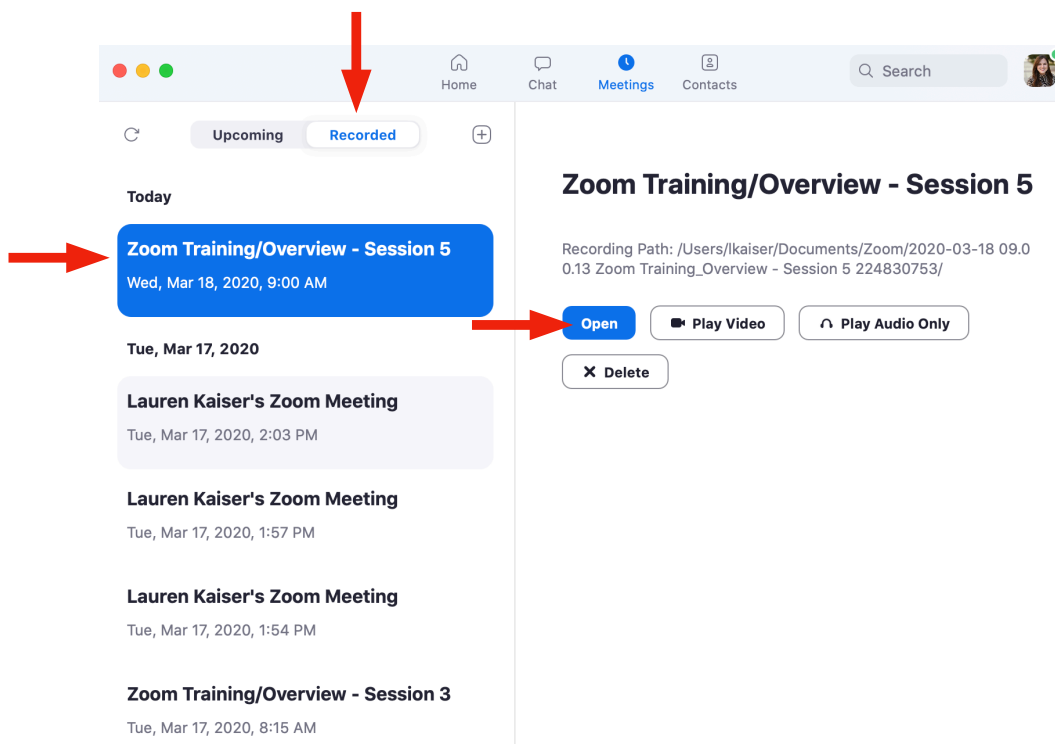 Home
Chat
Meetings
Contacts
Search
Upcoming
Recorded
Today
Zoom Training/Overview - Session 5
Wed, Mar 18, 2020, 9:00 AM
Tue, Mar 17, 2020
Lauren Kaiser's Zoom Meeting
Tue, Mar 17, 2020, 2:03 PM
Lauren Kaiser's Zoom Meeting
Tue, Mar 17, 2020, 1:57 PM
Lauren Kaiser's Zoom Meeting
Tue, Mar 17, 2020, 1:54 PM
Zoom Training/Overview - Session 3
Tue, Mar 17, 2020, 8:15 AM
Zoom Training/Overview - Session 5
Recording Path: /Users/lkaiser/Documents/Zoom/2020-03-18 09.0
0.13 Zoom Training_Overview - Session 5 224830753/
Open
Play Video
Play Audio Only
Delete